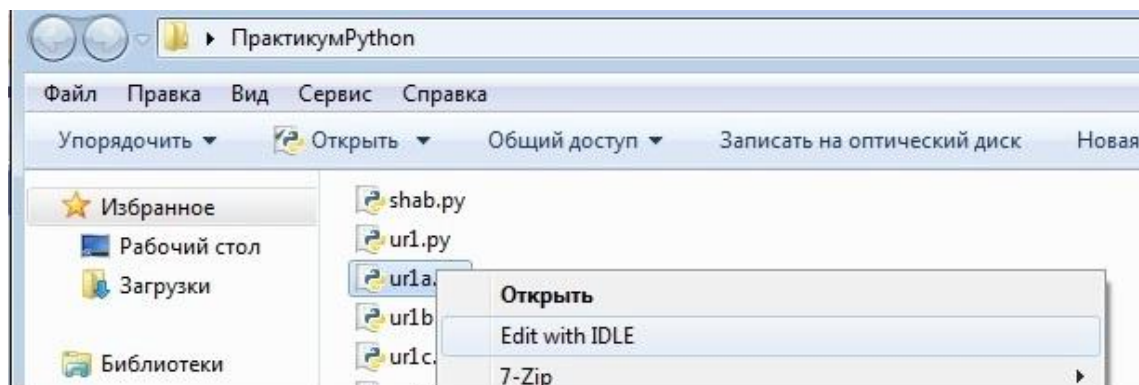 ПрактикумPython
Файл Правка Вид Сервис Справка
Упорядочить Открыть Общий доступ Записать на оптический диск Новая
Избранное
Рабочий стол
Загрузки
Библиотеки
shab.py
ur1.py
ur1a.
ur1b
ur1c.
Открыть
Edit with IDLE
7-Zip